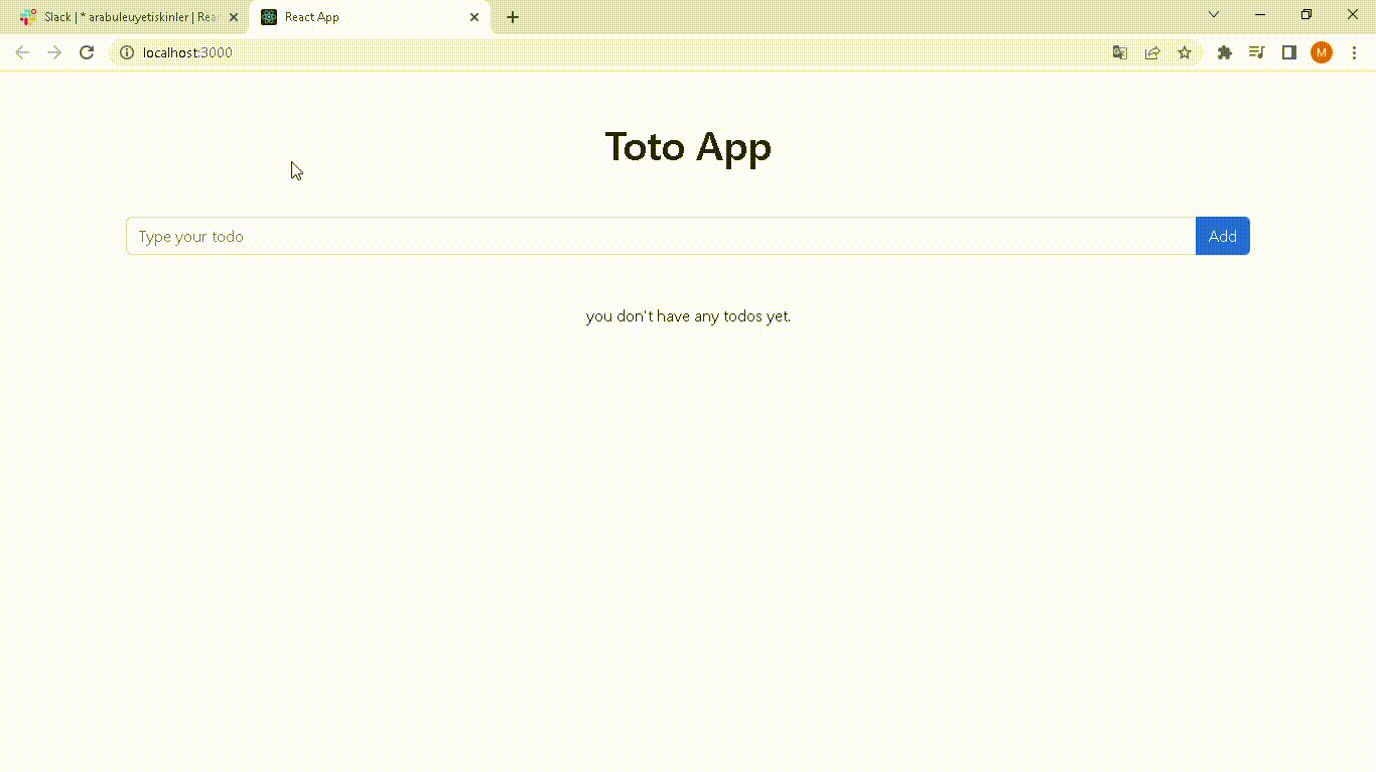 Slack | * arabuleuyetiskinler | Rea
React App
localhost:3000
M
Toto App
Type your todo
Add
you don't have any todos yet.